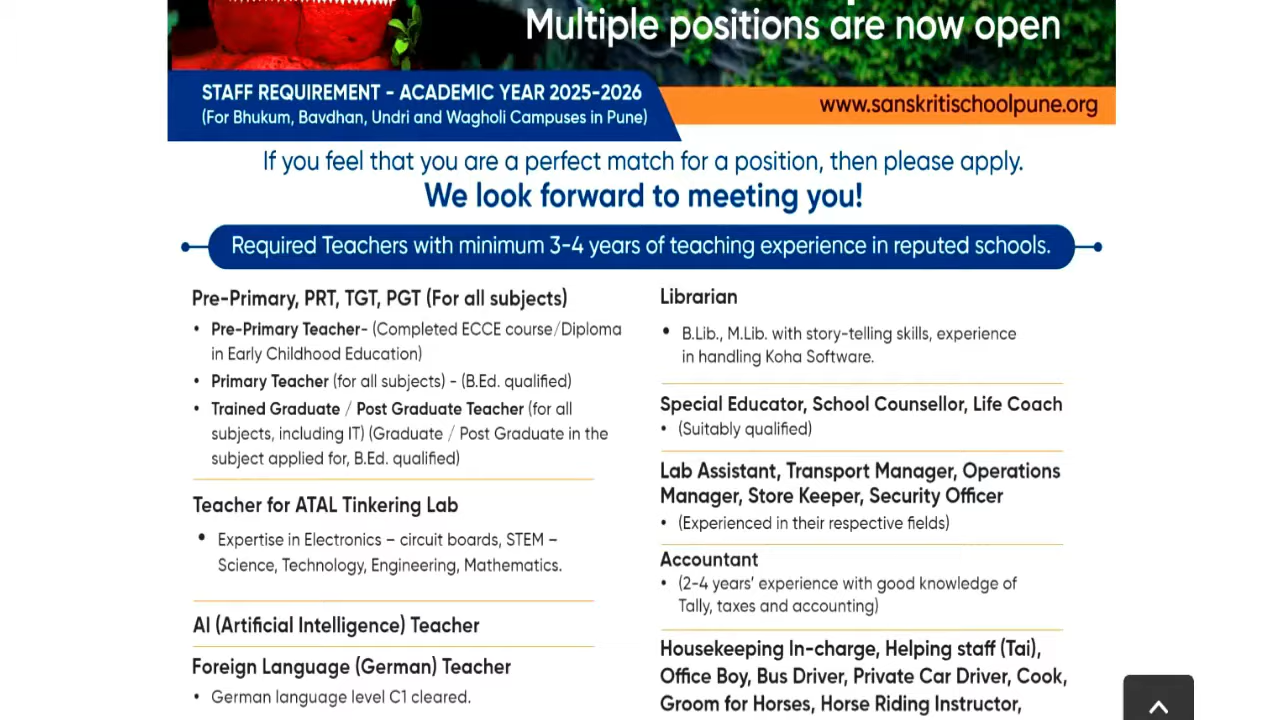 Multiple positions are now open
STAFF REQUIREMENT - ACADEMIC YEAR 2025-2026
(For Bhukum, Bavdhan, Undri and Wagholi Campuses in Pune)
www.sanskritischoolpune.org
If you feel that you are a perfect match for a position, then please apply.
We look forward to meeting you!
Required Teachers with minimum 3-4 years of teaching experience in reputed schools.
Pre-Primary, PRT, TGT, PGT (For all subjects)
• Pre-Primary Teacher- (Completed ECCE course/Diploma
in Early Childhood Education)
• Primary Teacher (for all subjects) - (B.Ed. qualified)
• Trained Graduate / Post Graduate Teacher (for all
subjects, including IT) (Graduate / Post Graduate in the
subject applied for, B.Ed. qualified)
Teacher for ATAL Tinkering Lab
• Expertise in Electronics – circuit boards, STEM –
Science, Technology, Engineering, Mathematics.
AI (Artificial Intelligence) Teacher
Foreign Language (German) Teacher
• German language level C1 cleared.
Librarian
• B.Lib., M.Lib. with story-telling skills, experience
in handling Koha Software.
Special Educator, School Counsellor, Life Coach
• (Suitably qualified)
Lab Assistant, Transport Manager, Operations
Manager, Store Keeper, Security Officer
• (Experienced in their respective fields)
Accountant
• (2-4 years' experience with good knowledge of
Tally, taxes and accounting)
Housekeeping In-charge, Helping staff (Tai),
Office Boy, Bus Driver, Private Car Driver, Cook,
Groom for Horses, Horse Riding Instructor,